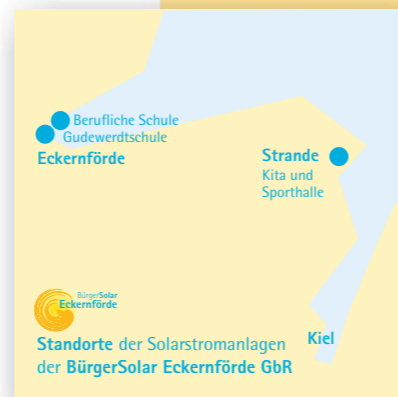 Berufliche Schule
Gudewerdtschule
Eckernförde
Strande
Kita und
Sporthalle
BürgerSolar
Eckernförde
Kiel
Standorte der Solarstromanlagen
der BürgerSolar Eckernförde GbR